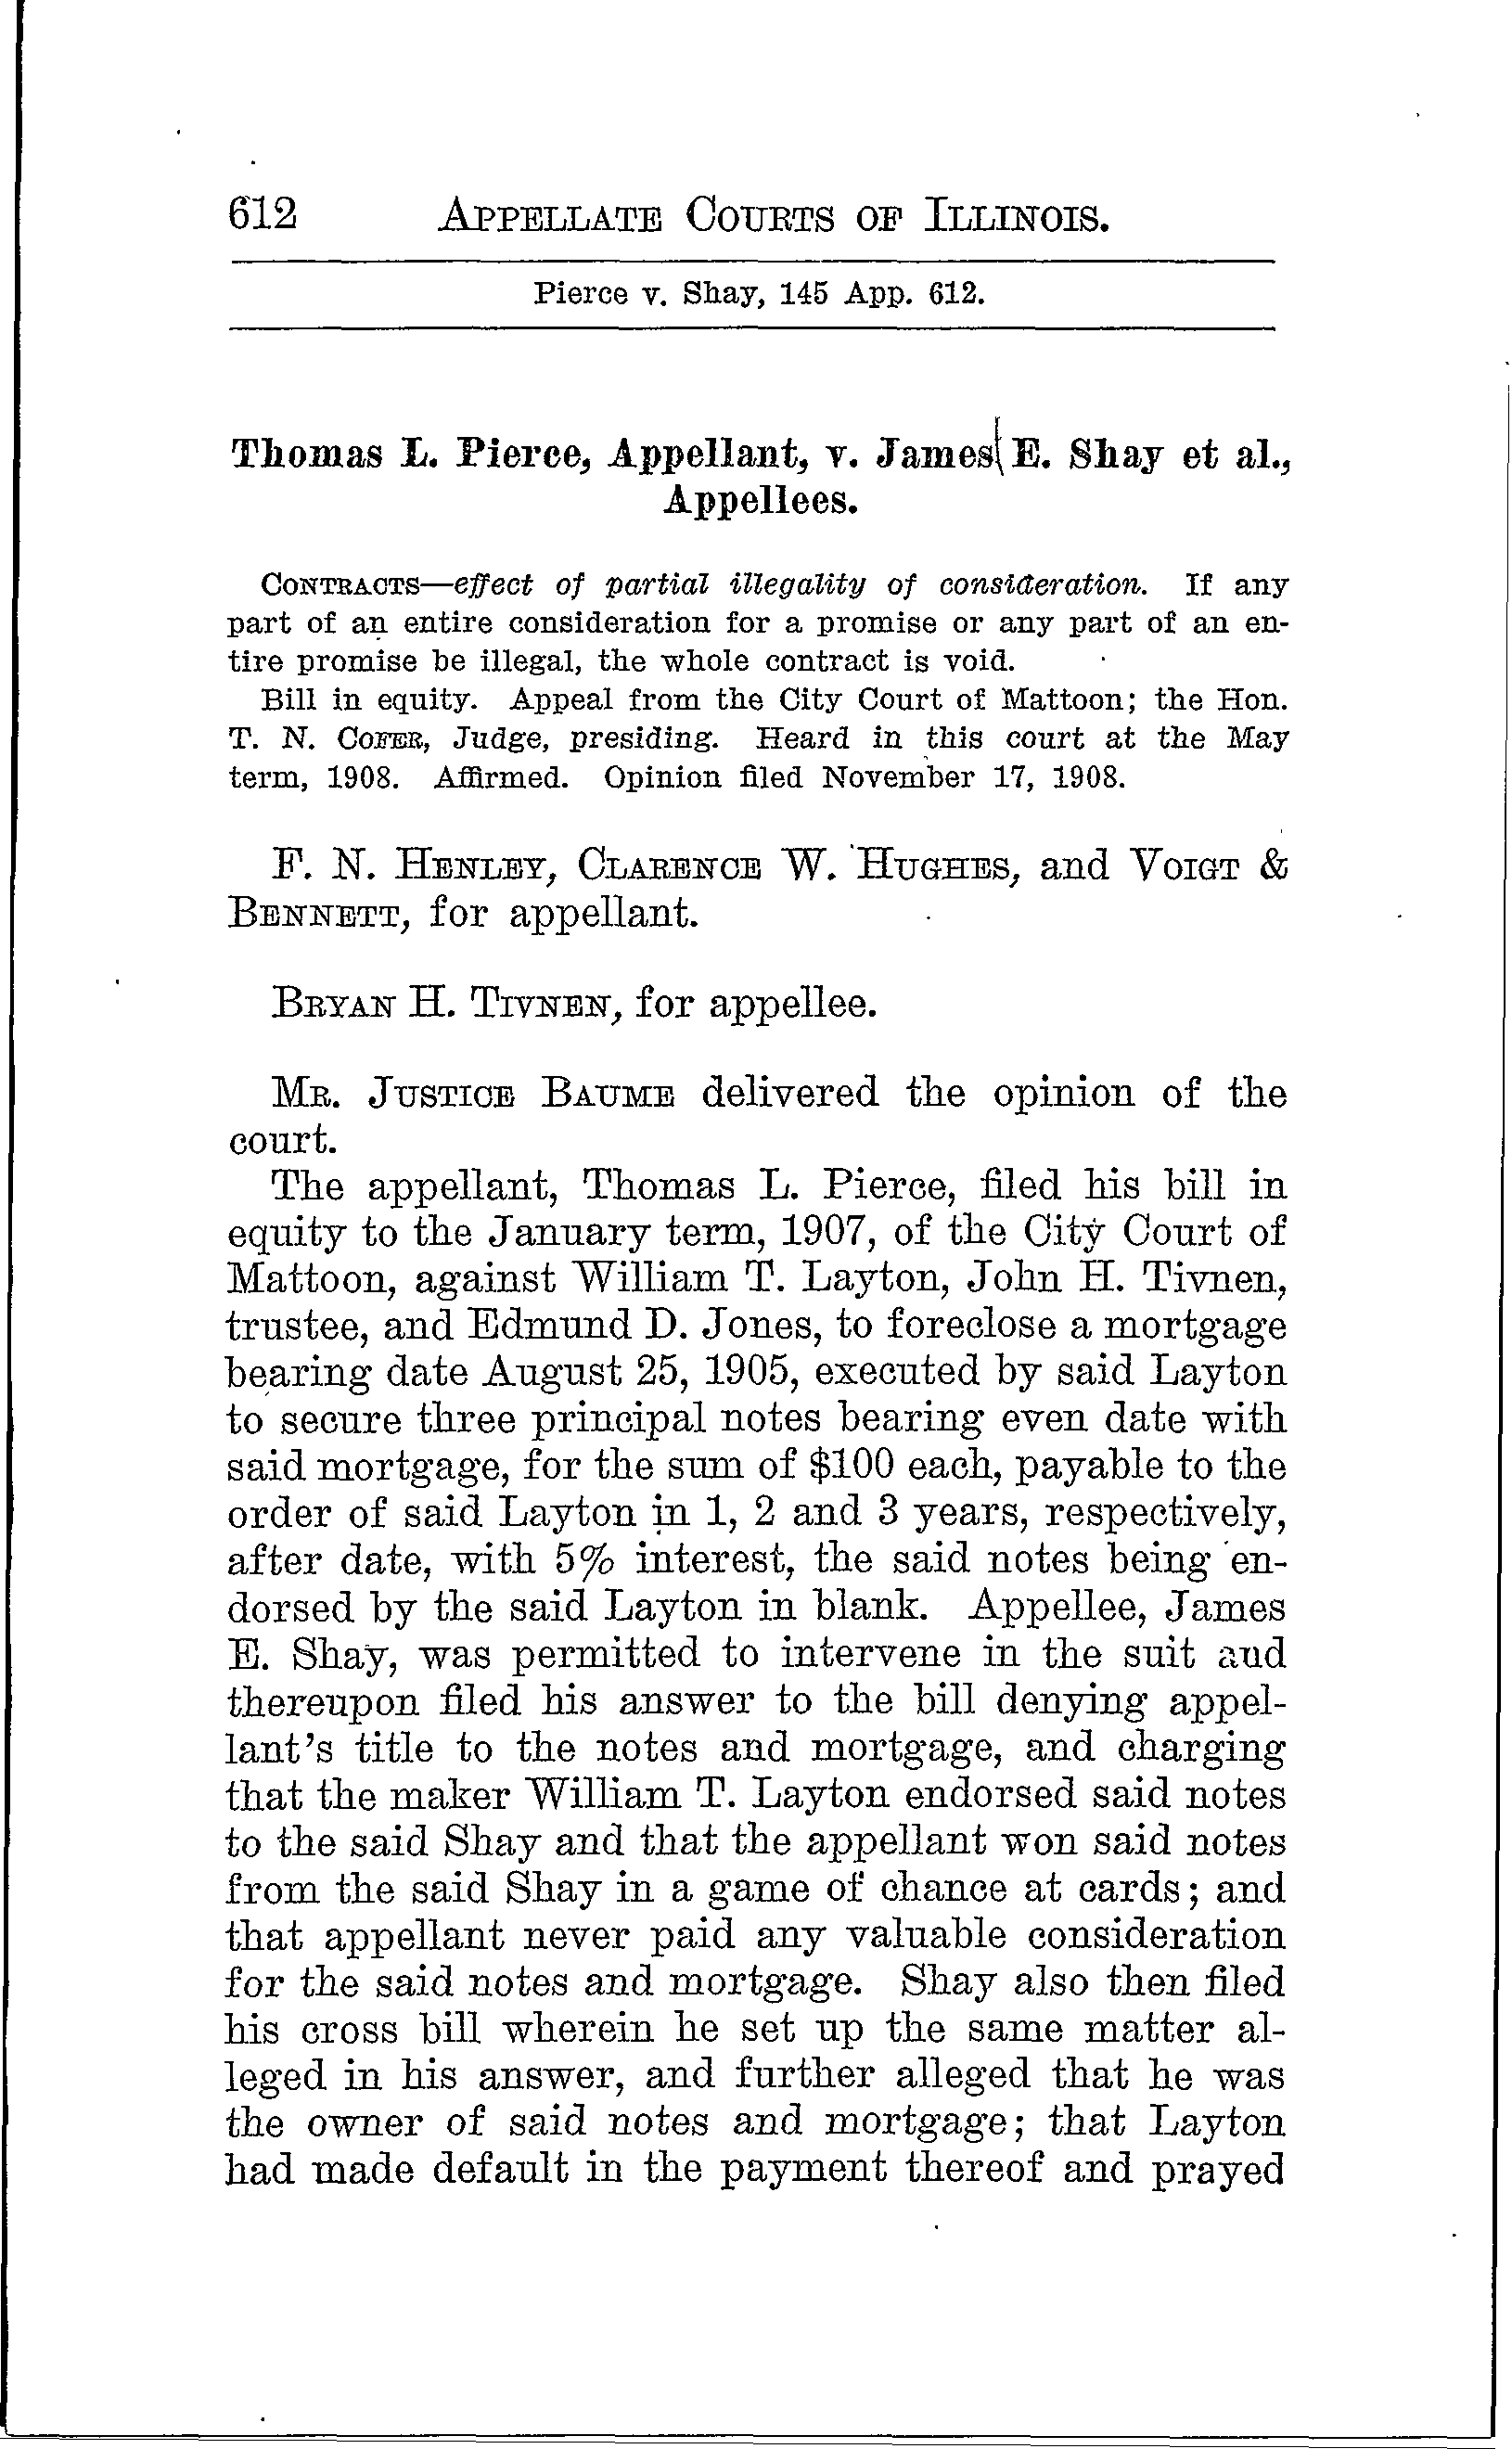 612 APPELLATE COURTS OF ILLINOIS.
Pierce v. Shay, 145 App. 612.
Thomas L. Pierce, Appellant, v. James E. Shay et al.,
Appellees.
CONTRACTS—effect of partial illegality of consideration. If any
part of an entire consideration for a promise or any part of an en-
tire promise be illegal, the whole contract is void.
Bill in equity. Appeal from the City Court of Mattoon; the Hon.
T. N. COFER, Judge, presiding. Heard in this court at the May
term, 1908. Affirmed. Opinion filed November 17, 1908.
F. N. HENLEY, CLARENCE W. HUGHES, and VOIGT &
BENNETT, for appellant.
BRYAN H. TIVNEN, for appellee.
MR. JUSTICE BAUME delivered the opinion of the
court.
The appellant, Thomas L. Pierce, filed his bill in
equity to the January term, 1907, of the City Court of
Mattoon, against William T. Layton, John H. Tivnen,
trustee, and Edmund D. Jones, to foreclose a mortgage
bearing date August 25, 1905, executed by said Layton
to secure three principal notes bearing even date with
said mortgage, for the sum of $100 each, payable to the
order of said Layton in 1, 2 and 3 years, respectively,
after date, with 5% interest, the said notes being en-
dorsed by the said Layton in blank. Appellee, James
E. Shay, was permitted to intervene in the suit and
thereupon filed his answer to the bill denying appel-
lant's title to the notes and mortgage, and charging
that the maker William T. Layton endorsed said notes
to the said Shay and that the appellant won said notes
from the said Shay in a game of chance at cards; and
that appellant never paid any valuable consideration
for the said notes and mortgage. Shay also then filed
his cross bill wherein he set up the same matter al-
leged in his answer, and further alleged that he was
the owner of said notes and mortgage; that Layton
had made default in the payment thereof and prayed